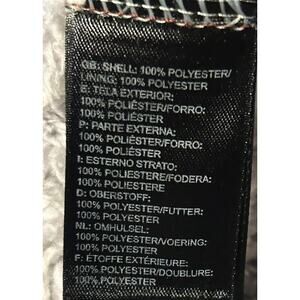 GB: SHELL: 100% POLYESTER/
LINING: 100% POLYESTER
E: TELA EXTERIOR:
100% POLIÉSTER/FORRO:
100% POLIÉSTER
P: PARTE EXTERNA:
100% POLIÉSTER/FORRO:
100% POLIÉSTER
I: ESTERNO STRATO:
100% POLIESTERE/FODERA:
100% POLIESTERE
D: OBERSTOFF:
100% POLYESTER/FUTTER:
100% POLYESTER
NL: OMHULSEL:
100% POLYESTER/VOERING:
100% POLYESTER
F: ÉTOFFE EXTÉRIEURE:
100% POLYESTER/DOUBLURE:
100% POLYESTER